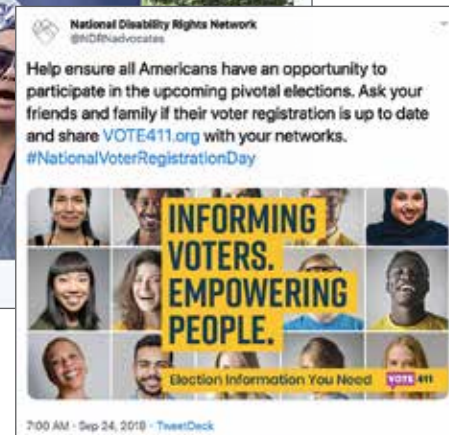 National Disability Rights Network
@NDRNadvocates
Help ensure all Americans have an opportunity to
participate in the upcoming pivotal elections. Ask your
friends and family if their voter registration is up to date
and share VOTE411.org with your networks.
#NationalVoterRegistrationDay
INFORMING
VOTERS.
EMPOWERING
PEOPLE.
Election Information You Need VOTE 411
7:00 AM - Sep 24, 2019 - TweetDeck